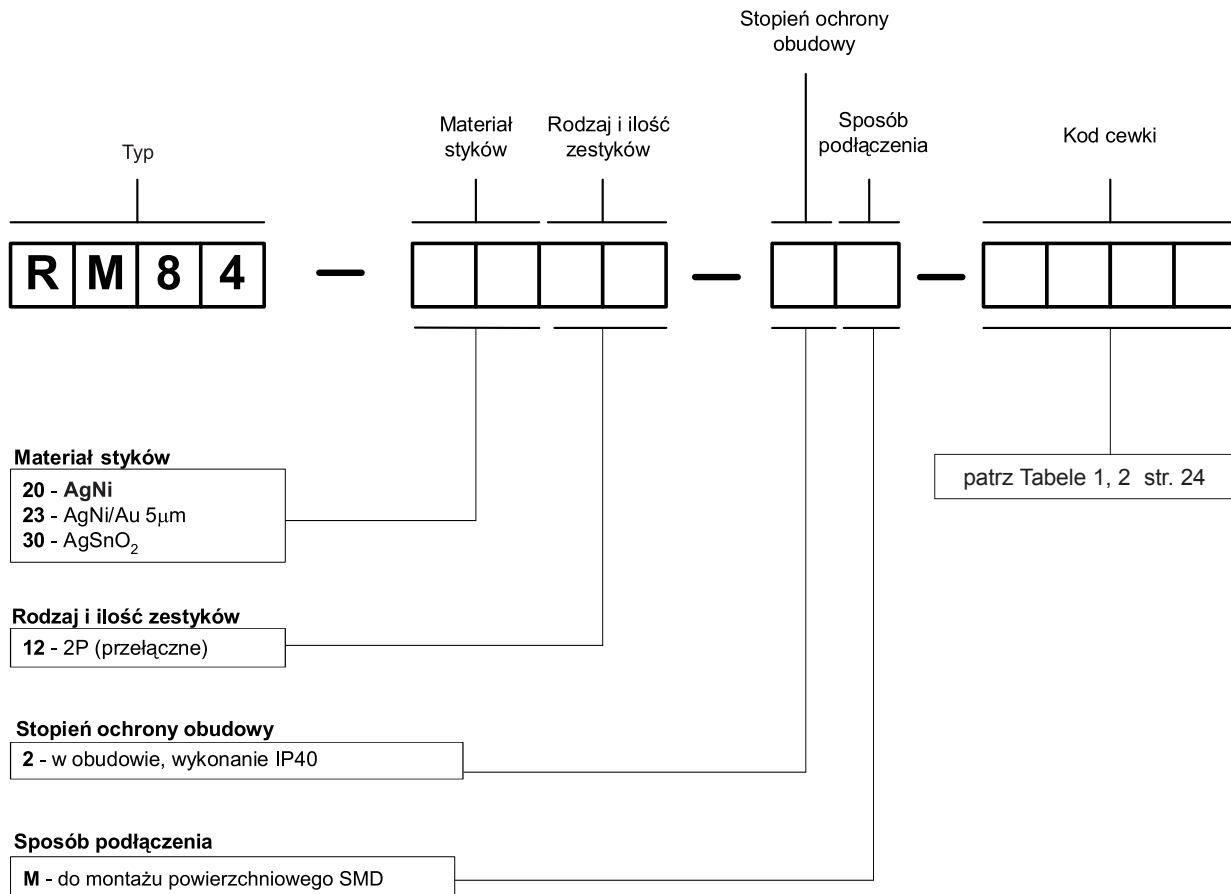 Stopień ochrony
obudowy
Typ
Materiał
styków
Rodzaj i ilość
zestyków
Sposób
podłączenia
Kod cewki
R M 8 4 —
—
—
Materiał styków
20 - AgNi
23 - AgNi/Au 5μm
30 - AgSnO₂
patrz Tabele 1, 2 str. 24
Rodzaj i ilość zestyków
12 - 2P (przełączne)
Stopień ochrony obudowy
2 - w obudowie, wykonanie IP40
Sposób podłączenia
M - do montażu powierzchniowego SMD